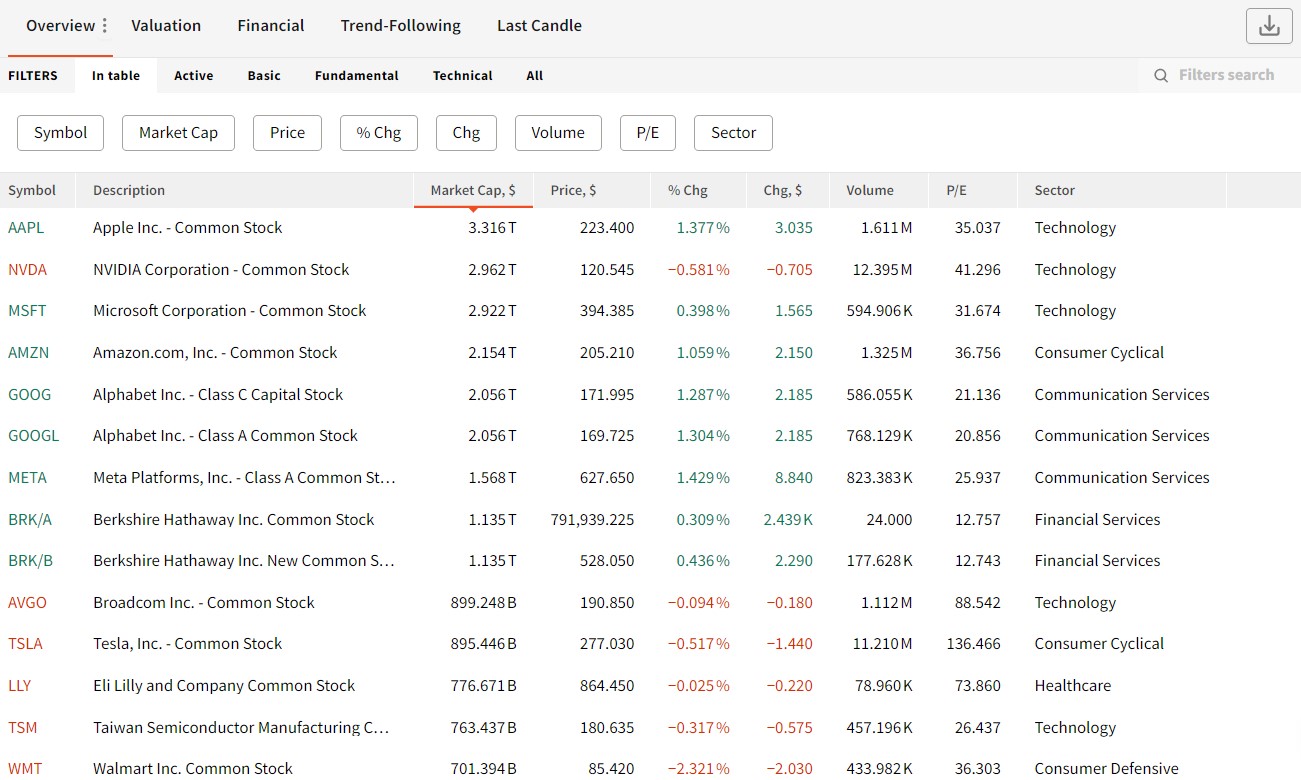 Overview Valuation Financial Trend-Following Last Candle
FILTERS In table Active Basic Fundamental Technical All Filters search
Symbol Market Cap Price % Chg Chg Volume P/E Sector
Symbol Description Market Cap, $ Price, $ % Chg Chg, $ Volume P/E Sector
AAPL Apple Inc. - Common Stock 3.316 T 223.400 1.377 % 3.035 1.611 M 35.037 Technology
NVDA NVIDIA Corporation - Common Stock 2.962 T 120.545 −0.581 % −0.705 12.395 M 41.296 Technology
MSFT Microsoft Corporation - Common Stock 2.922 T 394.385 0.398 % 1.565 594.906 K 31.674 Technology
AMZN Amazon.com, Inc. - Common Stock 2.154 T 205.210 1.059 % 2.150 1.325 M 36.756 Consumer Cyclical
GOOG Alphabet Inc. - Class C Capital Stock 2.056 T 171.995 1.287 % 2.185 586.055 K 21.136 Communication Services
GOOGL Alphabet Inc. - Class A Common Stock 2.056 T 169.725 1.304 % 2.185 768.129 K 20.856 Communication Services
META Meta Platforms, Inc. - Class A Common St... 1.568 T 627.650 1.429 % 8.840 823.383 K 25.937 Communication Services
BRK/A Berkshire Hathaway Inc. Common Stock 1.135 T 791,939.225 0.309 % 2.439 K 24.000 12.757 Financial Services
BRK/B Berkshire Hathaway Inc. New Common S... 1.135 T 528.050 0.436 % 2.290 177.628 K 12.743 Financial Services
AVGO Broadcom Inc. - Common Stock 899.248 B 190.850 −0.094 % −0.180 1.112 M 88.542 Technology
TSLA Tesla, Inc. - Common Stock 895.446 B 277.030 −0.517 % −1.440 11.210 M 136.466 Consumer Cyclical
LLY Eli Lilly and Company Common Stock 776.671 B 864.450 −0.025 % −0.220 78.960 K 73.860 Healthcare
TSM Taiwan Semiconductor Manufacturing C... 763.437 B 180.635 −0.317 % −0.575 457.196 K 26.437 Technology
WMT Walmart Inc. Common Stock 701.394 B 85.420 −2.321 % −2.030 433.982 K 36.303 Consumer Defensive